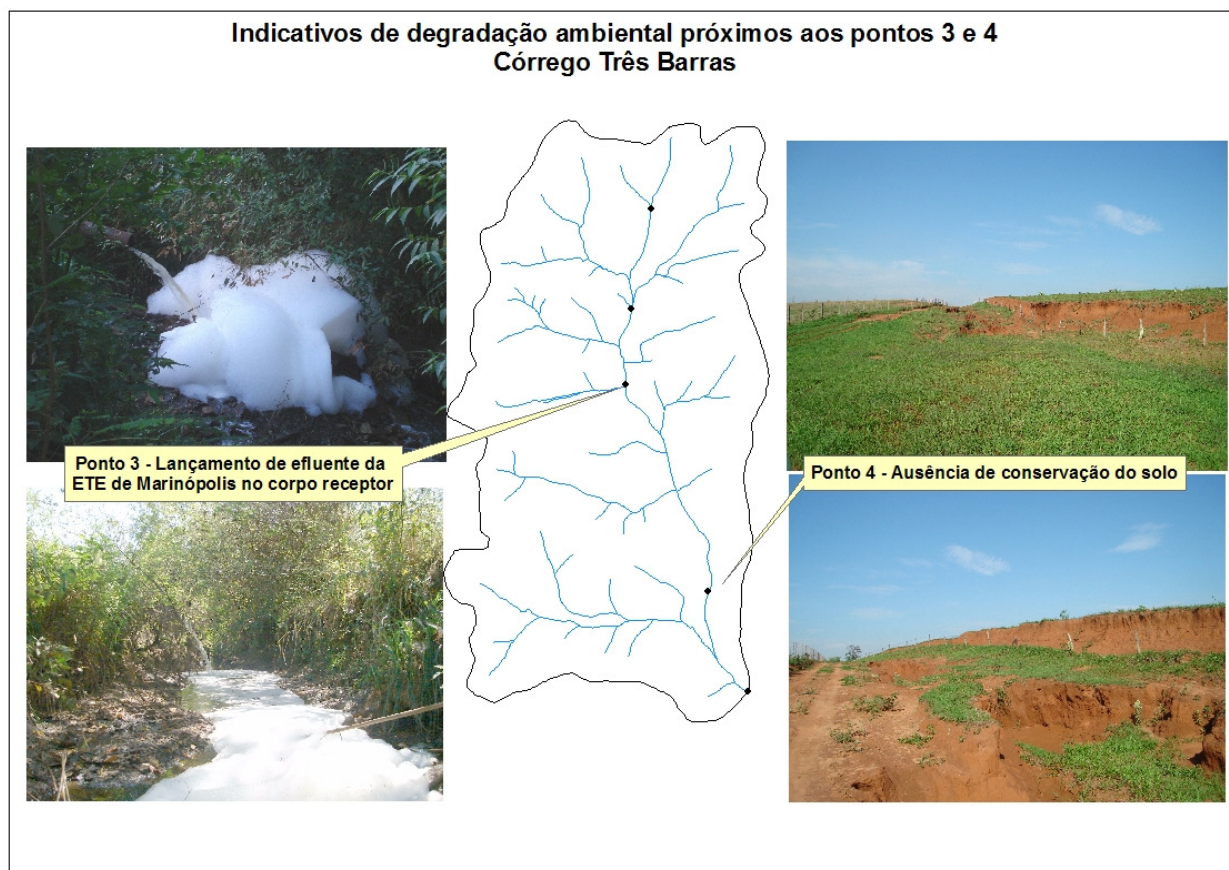 Indicativos de degradação ambiental próximos aos pontos 3 e 4
Córrego Três Barras
Ponto 3 - Lançamento de efluente da
ETE de Marinópolis no corpo receptor
Ponto 4 - Ausência de conservação do solo